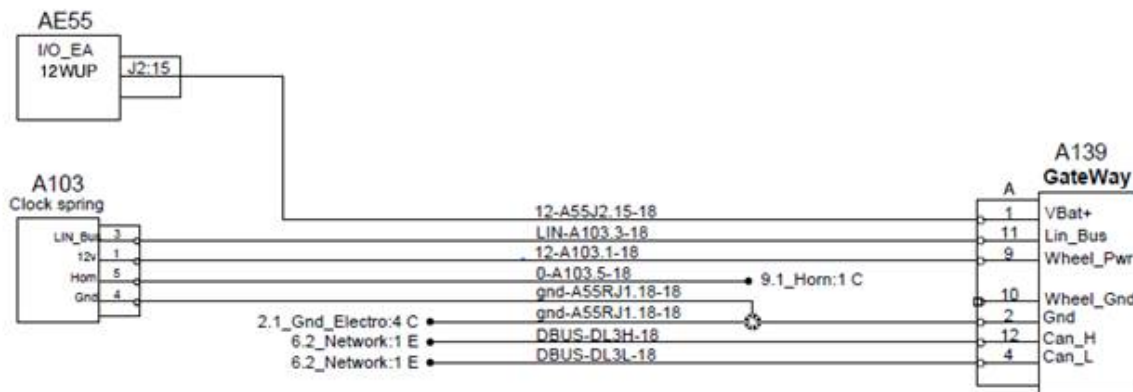 AE55
I/O_EA
12WUP
J2:15
A103
Clock spring
LIN_Bus 3
12v 1
Horn 5
Gnd 4
A139
GateWay
A
12-A55J2.15-18 1 VBat+
LIN-A103.3-18 11 Lin_Bus
12-A103.1-18 9 Wheel_Pwr
0-A103.5-18 9.1_Horn:1 C
gnd-A55RJ1.18-18 10 Wheel_Gnd
2.1_Gnd_Electro:4 C gnd-A55RJ1.18-18 2 Gnd
6.2_Network:1 E DBUS-DL3H-18 12 Can_H
6.2_Network:1 E DBUS-DL3L-18 4 Can_L